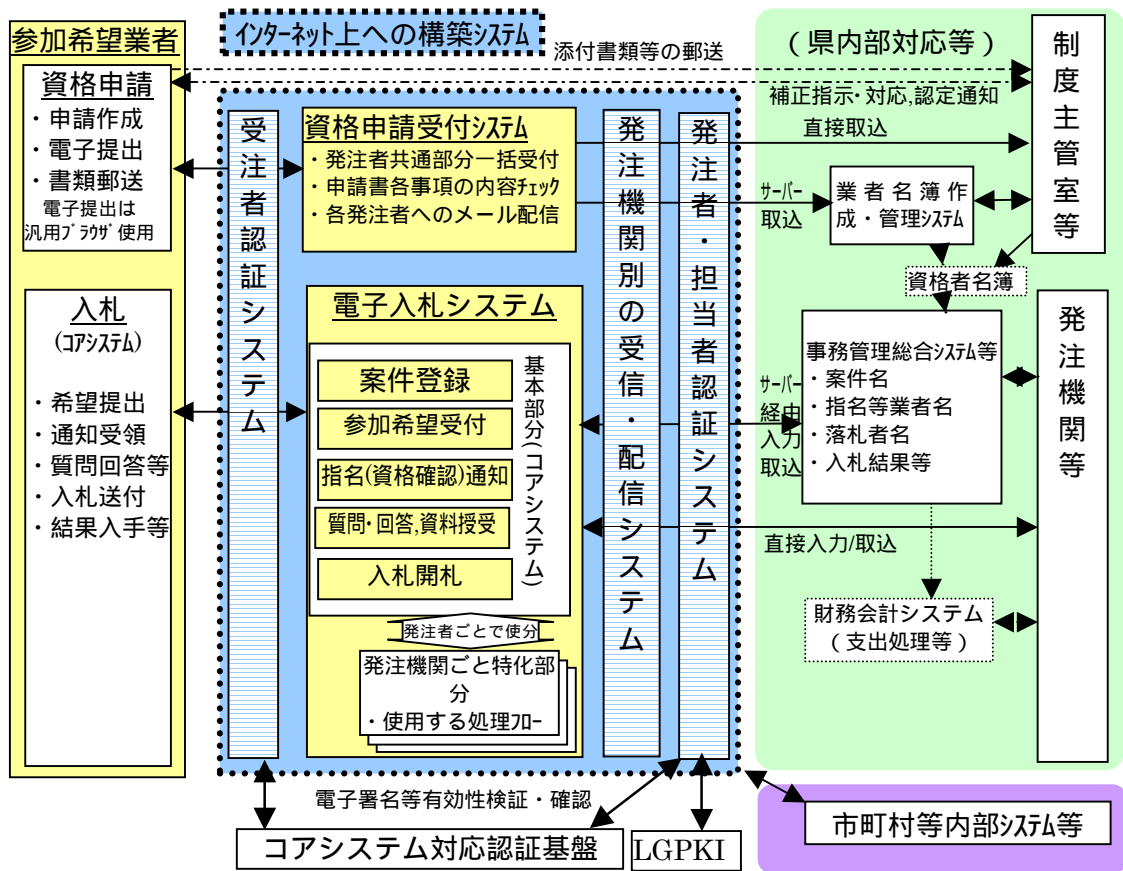 参加希望業者
資格申請
・申請作成
・電子提出
・書類郵送
電子提出は
汎用ﾌﾞﾗｳｻﾞ使用
入札
(ｺｱｼｽﾃﾑ)
・希望提出
・通知受領
・質問回答等
・入札送付
・結果入手等
ｲﾝﾀｰﾈｯﾄ上への構築ｼｽﾃﾑ
添付書類等の郵送
補正指示･対応,認定通知
直接取込
受注者認証システム
資格申請受付ｼｽﾃﾑ
・発注者共通部分一括受付
・申請書各事項の内容ﾁｪｯｸ
・各発注者へのメール配信
電子入札システム
案件登録
参加希望受付
指名(資格確認)通知
質問･回答,資料授受
入札開札
基本部分(コアシステム)
発注者ごとで使分
発注機関ごと特化部
分
・使用する処理ﾌﾛｰ
発注機関別の受信・配信システム
発注者・担当者認証システム
(県内部対応等)
制度主管室等
ｻｰﾊﾞｰ
取込
業者名簿作
成・管理ｼｽﾃﾑ
資格者名簿
事務管理総合ｼｽﾃﾑ等
・案件名
・指名等業者名
・落札者名
・入札結果等
ｻｰﾊﾞｰ
経由
入力
取込
発注機関等
直接入力/取込
財務会計システム
(支出処理等)
電子署名等有効性検証・確認
コアシステム対応認証基盤
LGPKI
市町村等内部ｼｽﾃﾑ等